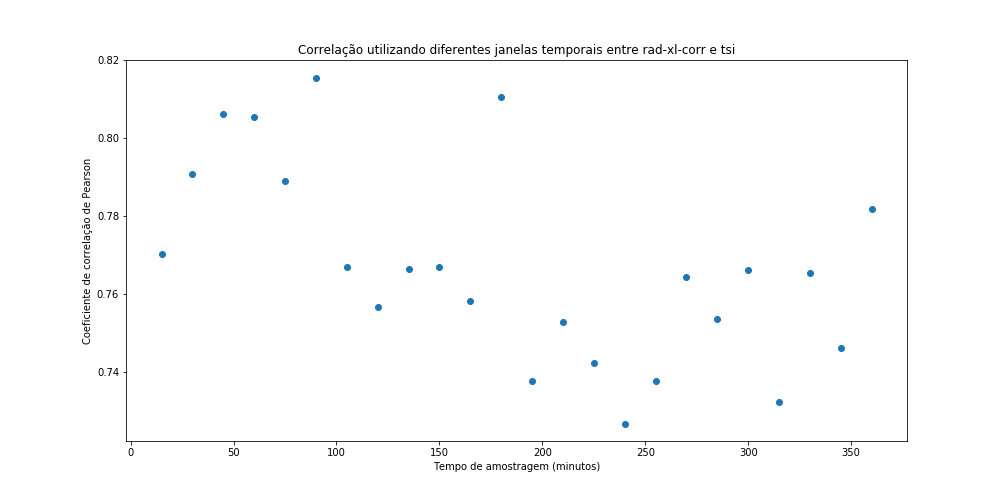 Correlação utilizando diferentes janelas temporais entre rad-xl-corr e tsi
Coeficiente de correlação de Pearson
0.82
0.80
0.78
0.76
0.74
0 50 100 150 200 250 300 350
Tempo de amostragem (minutos)